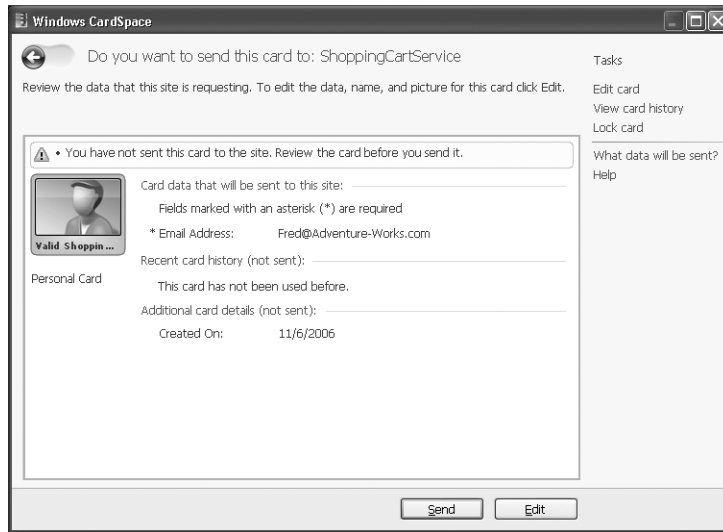 Windows CardSpace
Do you want to send this card to: ShoppingCartService
Review the data that this site is requesting. To edit the data, name, and picture for this card click Edit.
• You have not sent this card to the site. Review the card before you send it.
Valid Shoppin ...
Personal Card
Card data that will be sent to this site:
Fields marked with an asterisk (*) are required
* Email Address: Fred@Adventure-Works.com
Recent card history (not sent):
This card has not been used before.
Additional card details (not sent):
Created On: 11/6/2006
Tasks
Edit card
View card history
Lock card
What data will be sent?
Help
Send
Edit